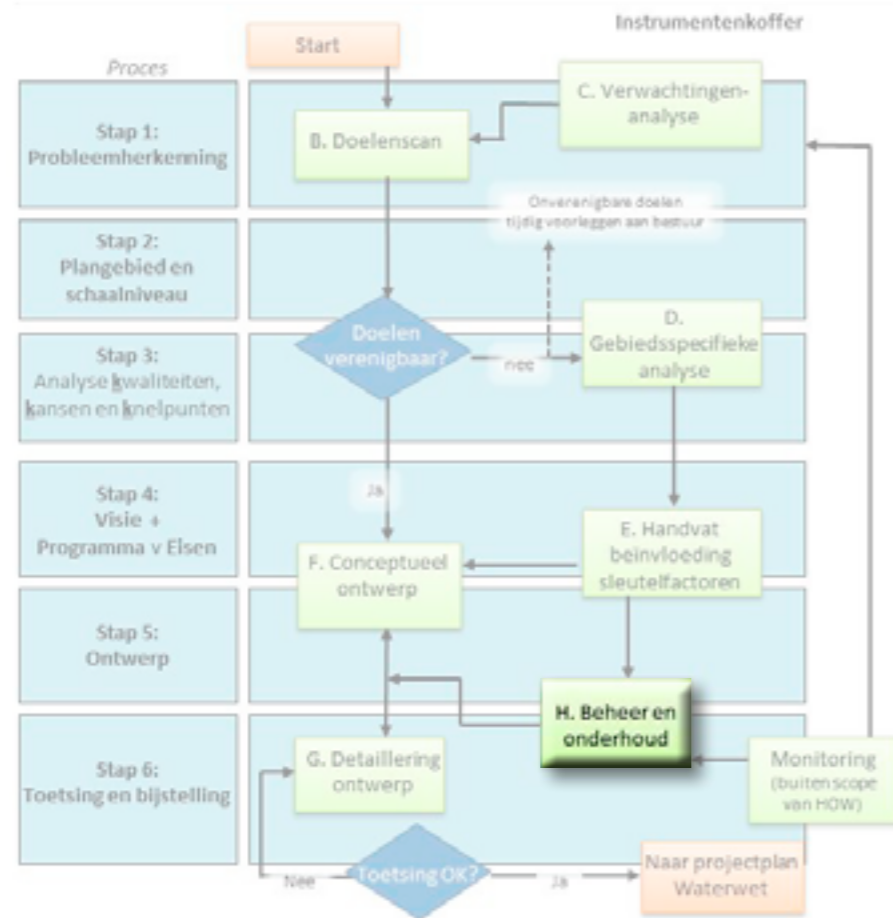 Instrumentenkoffer
Start
Proces
C. Verwachtingen-
analyse
Stap 1:
Probleemherkenning
B. Doelenscan
Onverenigbare doelen
tijdig voorleggen aan bestuur
Stap 2:
Plangebied en
schaalniveau
Doelen
verenigbaar?
nee
D.
Gebiedsspecifieke
analyse
Stap 3:
Analyse kwaliteiten,
kansen en knelpunten
Ja
Stap 4:
Visie +
Programma v Eisen
E. Handvat
beinvloeding
sleutelfactoren
F. Conceptueel
ontwerp
Stap 5:
Ontwerp
H. Beheer en
onderhoud
G. Detaillering
ontwerp
Monitoring
(buiten scope
van HOW)
Stap 6:
Toetsing en bijstelling
Toetsing OK?
Nee
Ja
Naar projectplan
Waterwet